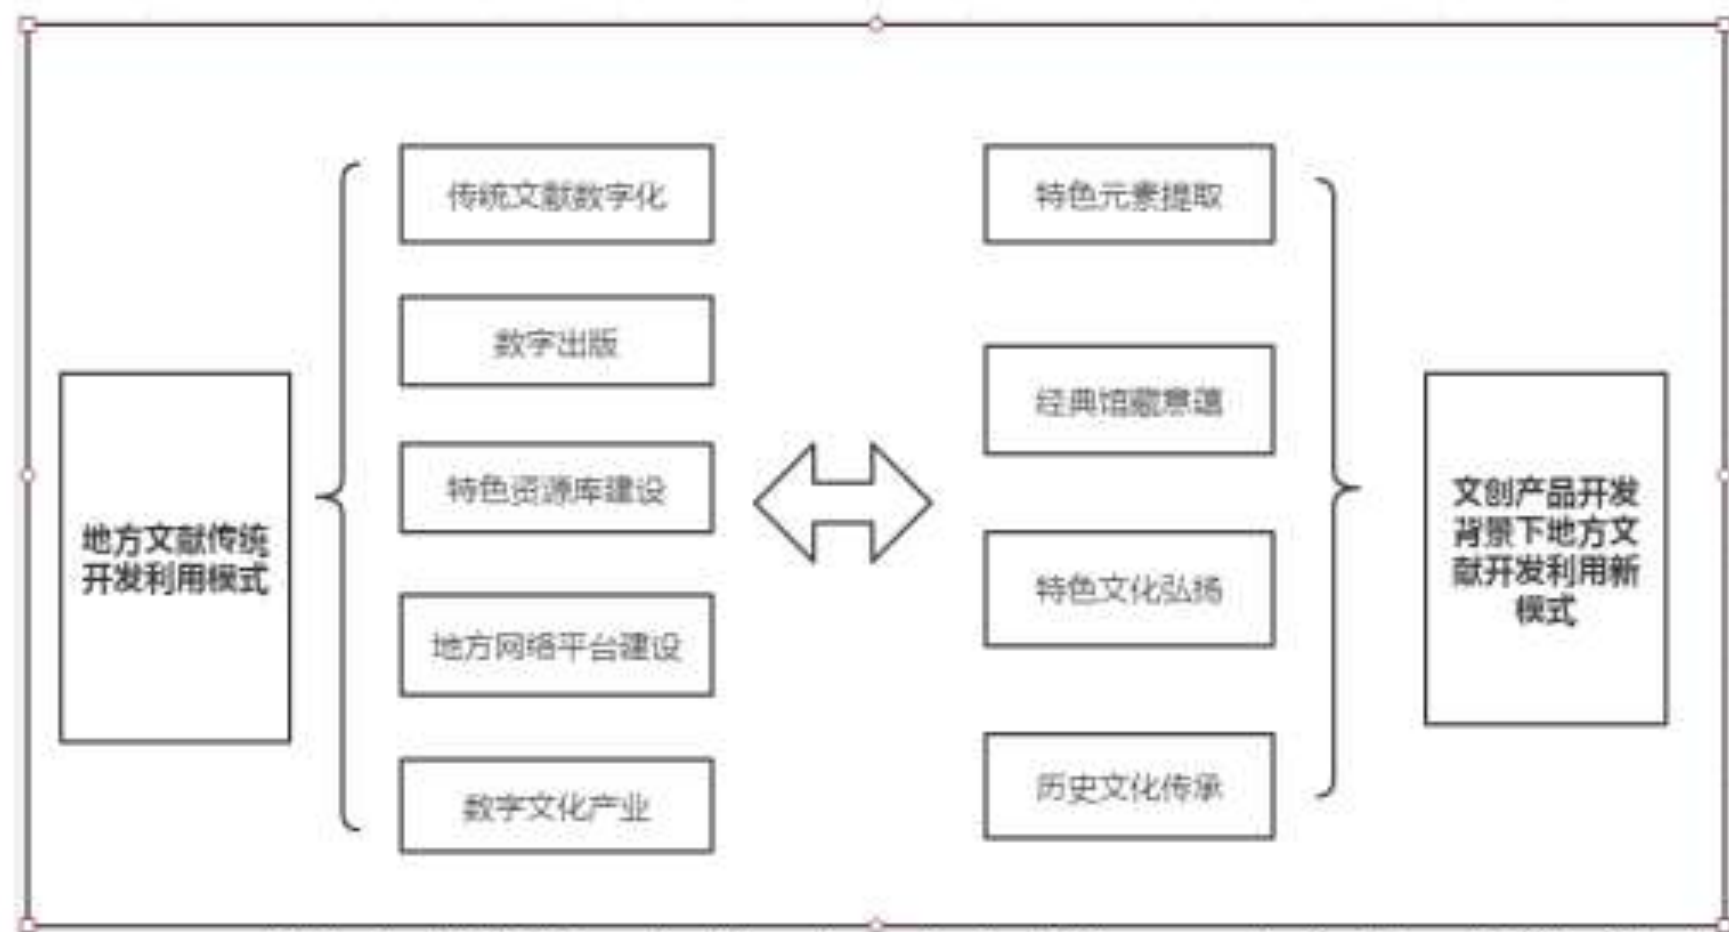 地方文献传统
开发利用模式
传统文献数字化
数字出版
特色资源库建设
地方网络平台建设
数字文化产业
特色元素提取
经典馆藏意蕴
特色文化弘扬
历史文化传承
文创产品开发
背景下地方文
献开发利用新
模式